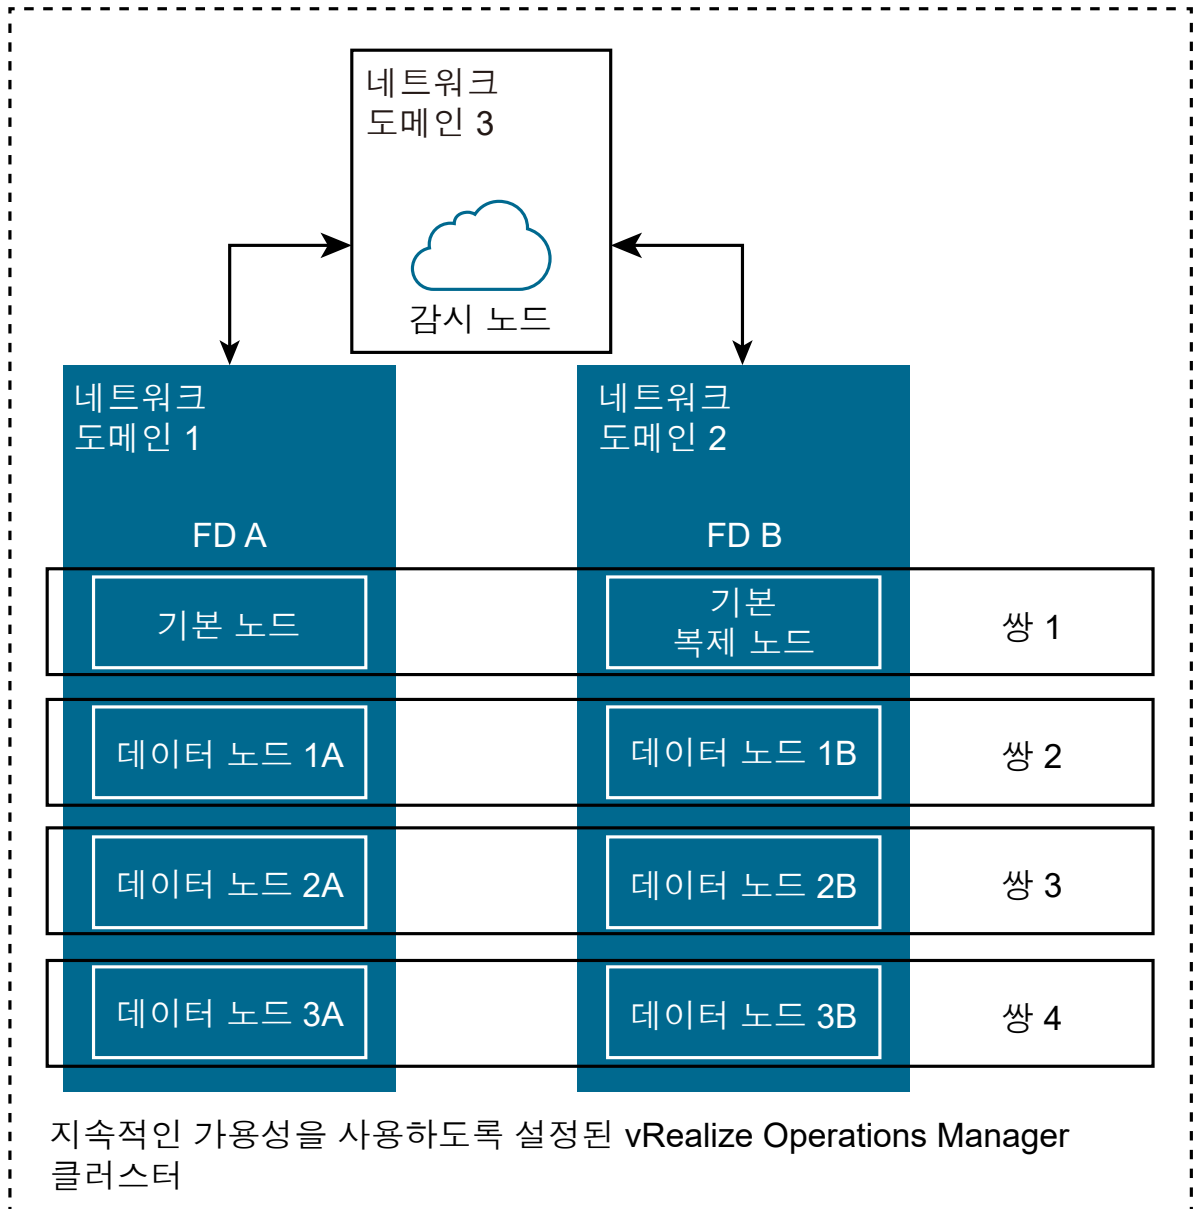 네트워크
도메인 3
감시 노드
네트워크
도메인 1
네트워크
도메인 2
FD A
FD B
기본 노드
기본
복제 노드
쌍 1
데이터 노드 1A
데이터 노드 1B
쌍 2
데이터 노드 2A
데이터 노드 2B
쌍 3
데이터 노드 3A
데이터 노드 3B
쌍 4
지속적인 가용성을 사용하도록 설정된 vRealize Operations Manager
클러스터